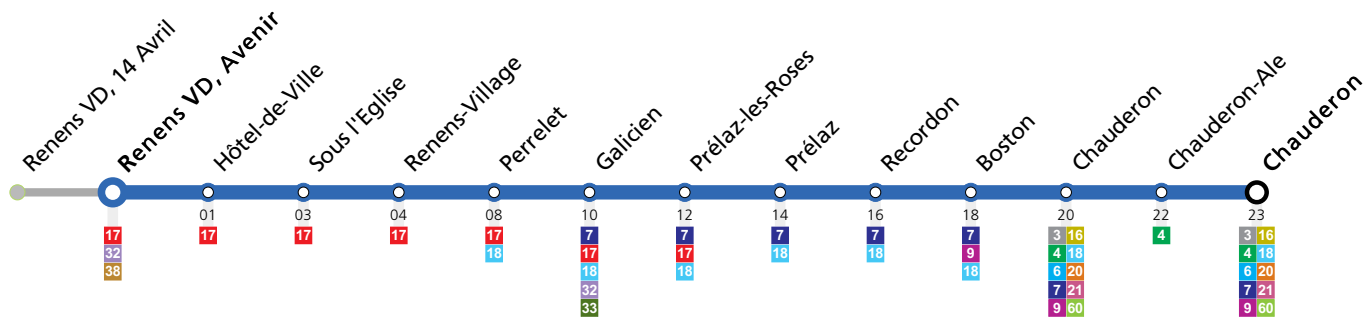 Renens VD, 14 Avril
Renens VD, Avenir
Hôtel-de-Ville
Sous l'Eglise
Renens-Village
Perrelet
Galicien
Prélaz-les-Roses
Prélaz
Recordon
Boston
Chauderon
Chauderon-Ale
Chauderon
01 03 04 08 10 12 14 16 18 20 22 23
17 17 17 17 17 7 7 7 7 7 3 16 4 3 16
32 18 17 17 18 18 9 4 18 4 18
38 18 18 18 6 20 6 20
32 7 21 7 21
33 9 60 9 60